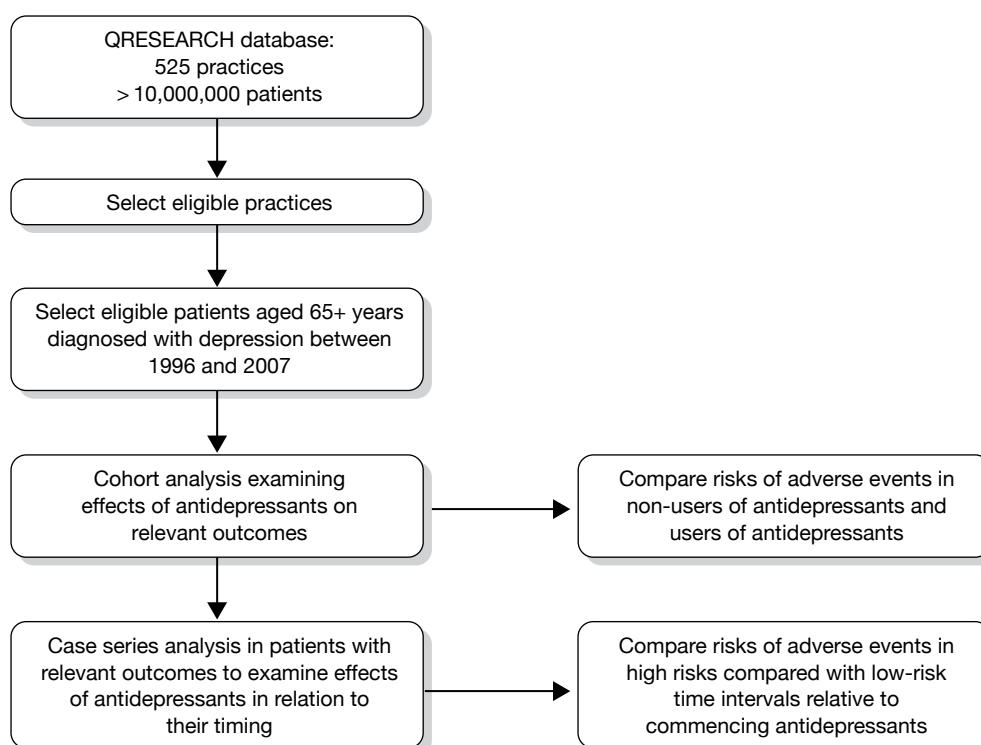 QRESEARCH database:
525 practices
> 10,000,000 patients
Select eligible practices
Select eligible patients aged 65+ years
diagnosed with depression between
1996 and 2007
Cohort analysis examining
effects of antidepressants on
relevant outcomes
Compare risks of adverse events in
non-users of antidepressants and
users of antidepressants
Case series analysis in patients with
relevant outcomes to examine effects
of antidepressants in relation to
their timing
Compare risks of adverse events in
high risks compared with low-risk
time intervals relative to
commencing antidepressants